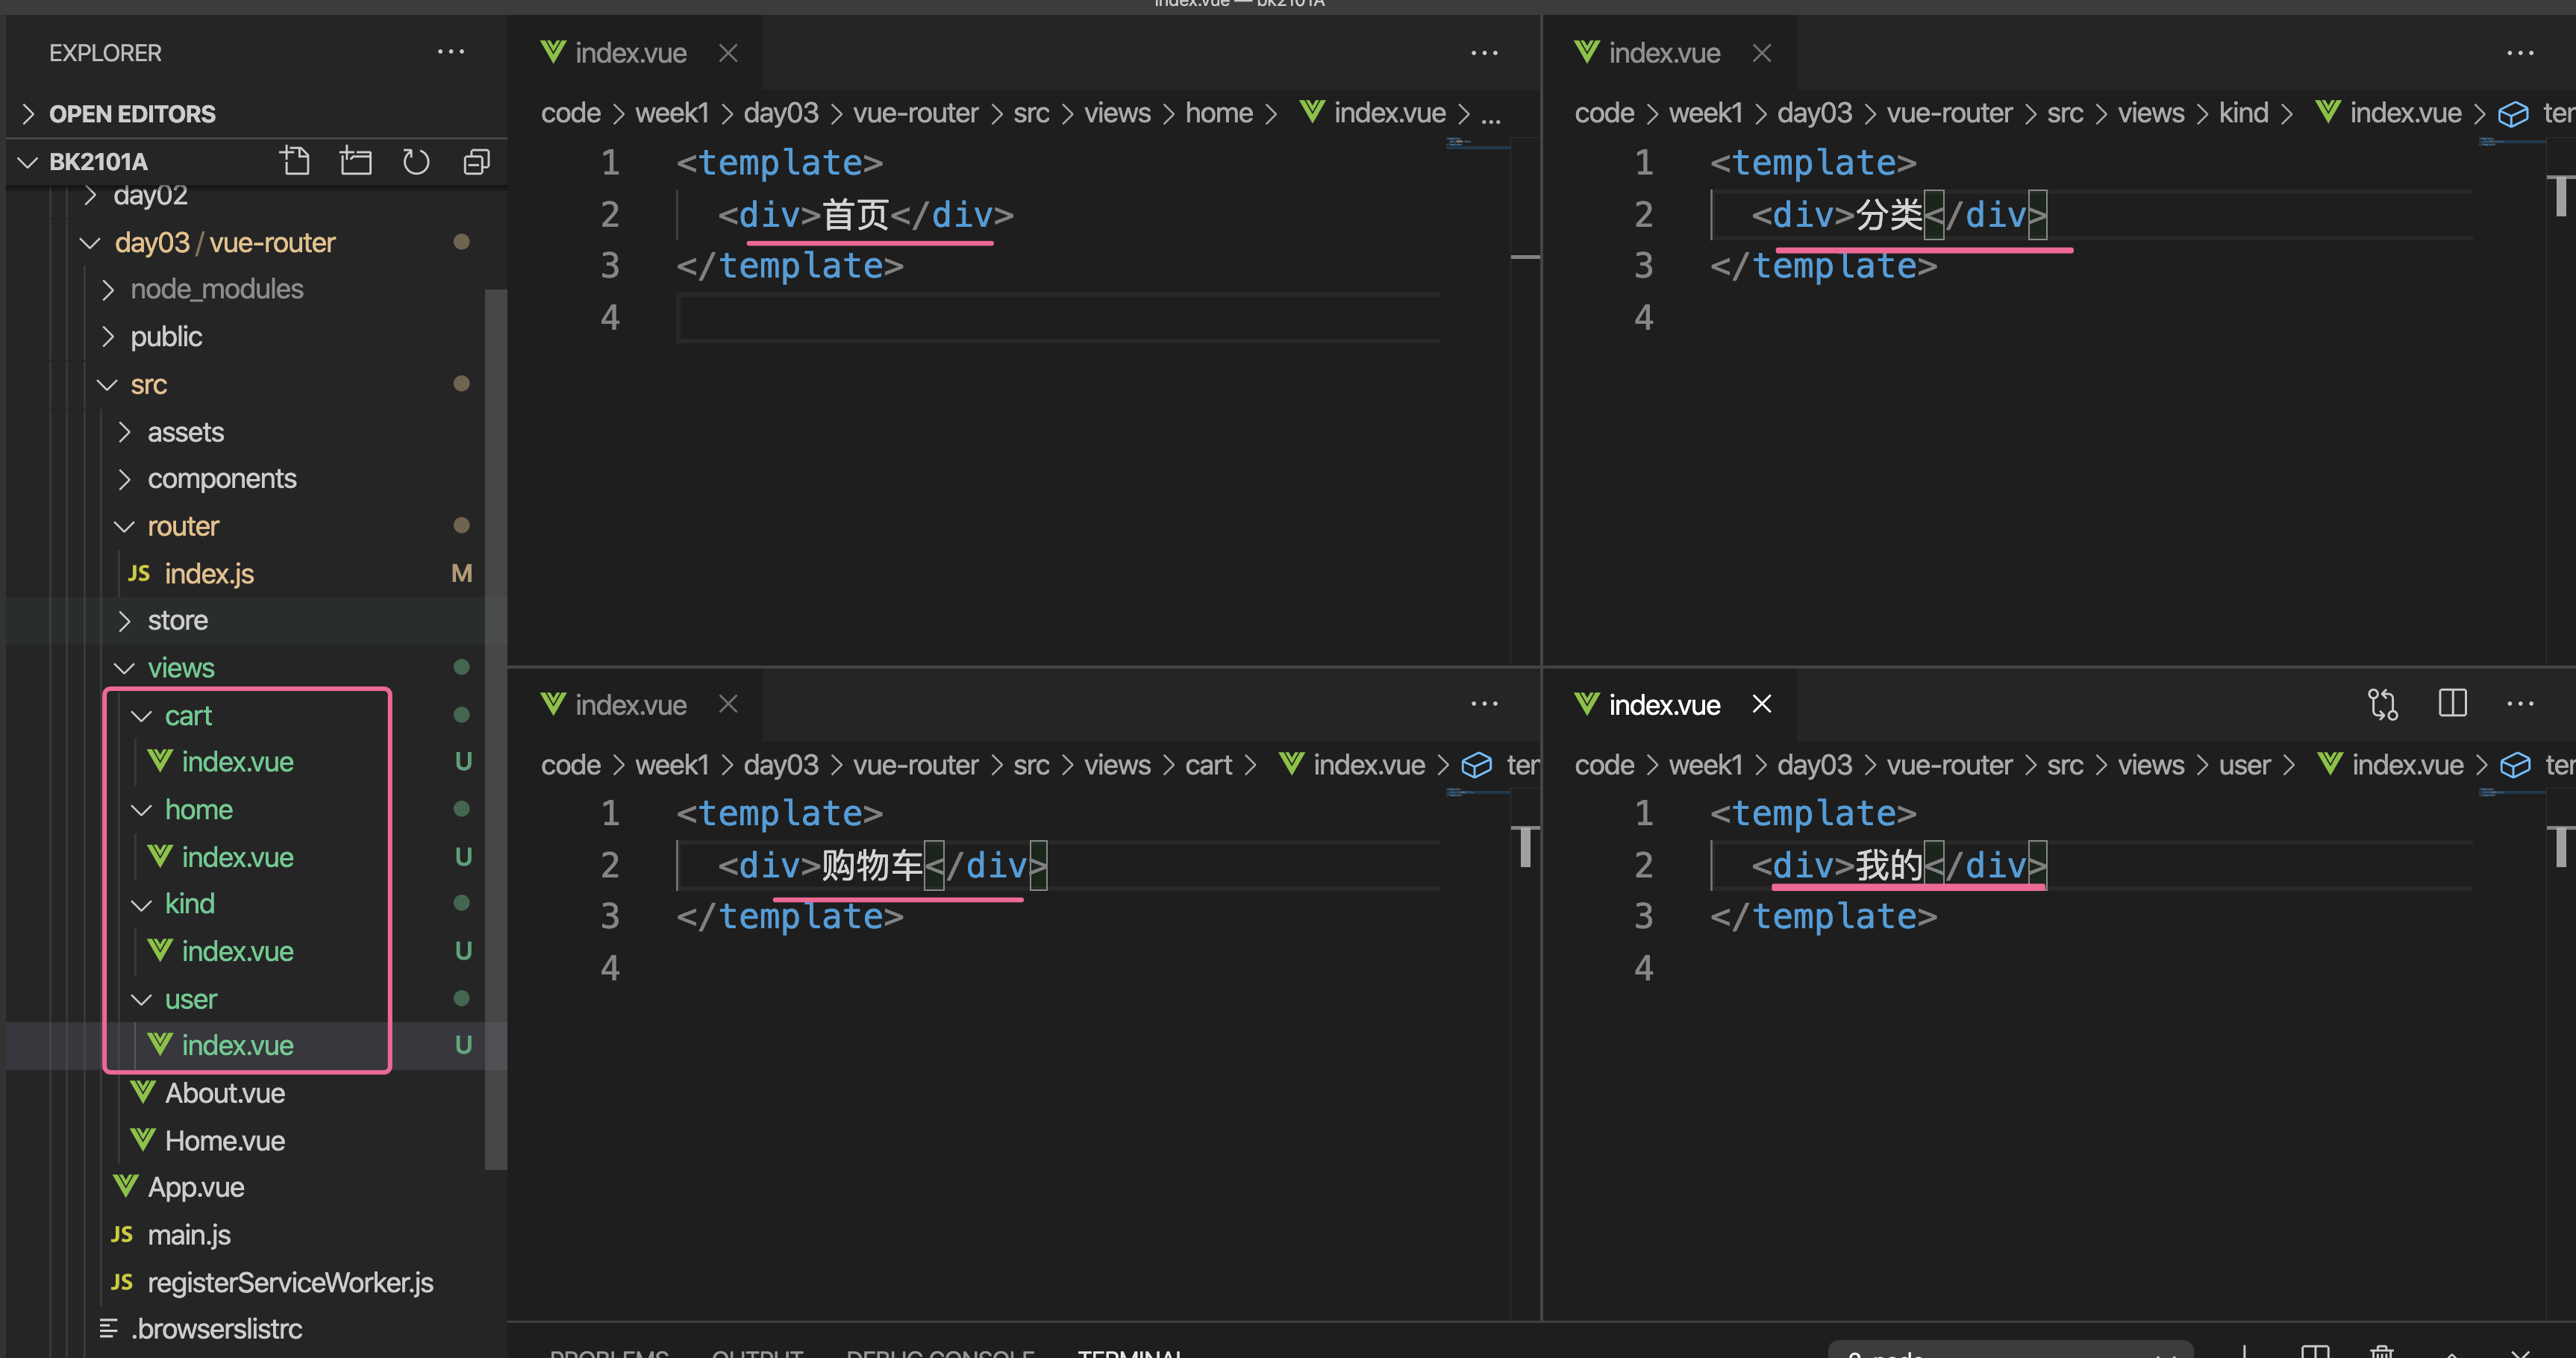 index.vue — bk2101A
EXPLORER
OPEN EDITORS
BK2101A
day02
day03 / vue-router
node_modules
public
src
assets
components
router
JS index.js M
store
views
cart
index.vue U
home
index.vue U
kind
index.vue U
user
index.vue U
About.vue
Home.vue
App.vue
JS main.js
JS registerServiceWorker.js
.browserslistrc
index.vue
code > week1 > day03 > vue-router > src > views > home > index.vue > ...
1 <template>
2 <div>首页</div>
3 </template>
4
index.vue
code > week1 > day03 > vue-router > src > views > kind > index.vue > ter
1 <template>
2 <div>分类</div>
3 </template>
4
index.vue
code > week1 > day03 > vue-router > src > views > cart > index.vue > ter
1 <template>
2 <div>购物车</div>
3 </template>
4
index.vue
code > week1 > day03 > vue-router > src > views > user > index.vue > ter
1 <template>
2 <div>我的</div>
3 </template>
4
PROBLEMS OUTPUT DEBUG CONSOLE TERMINAL